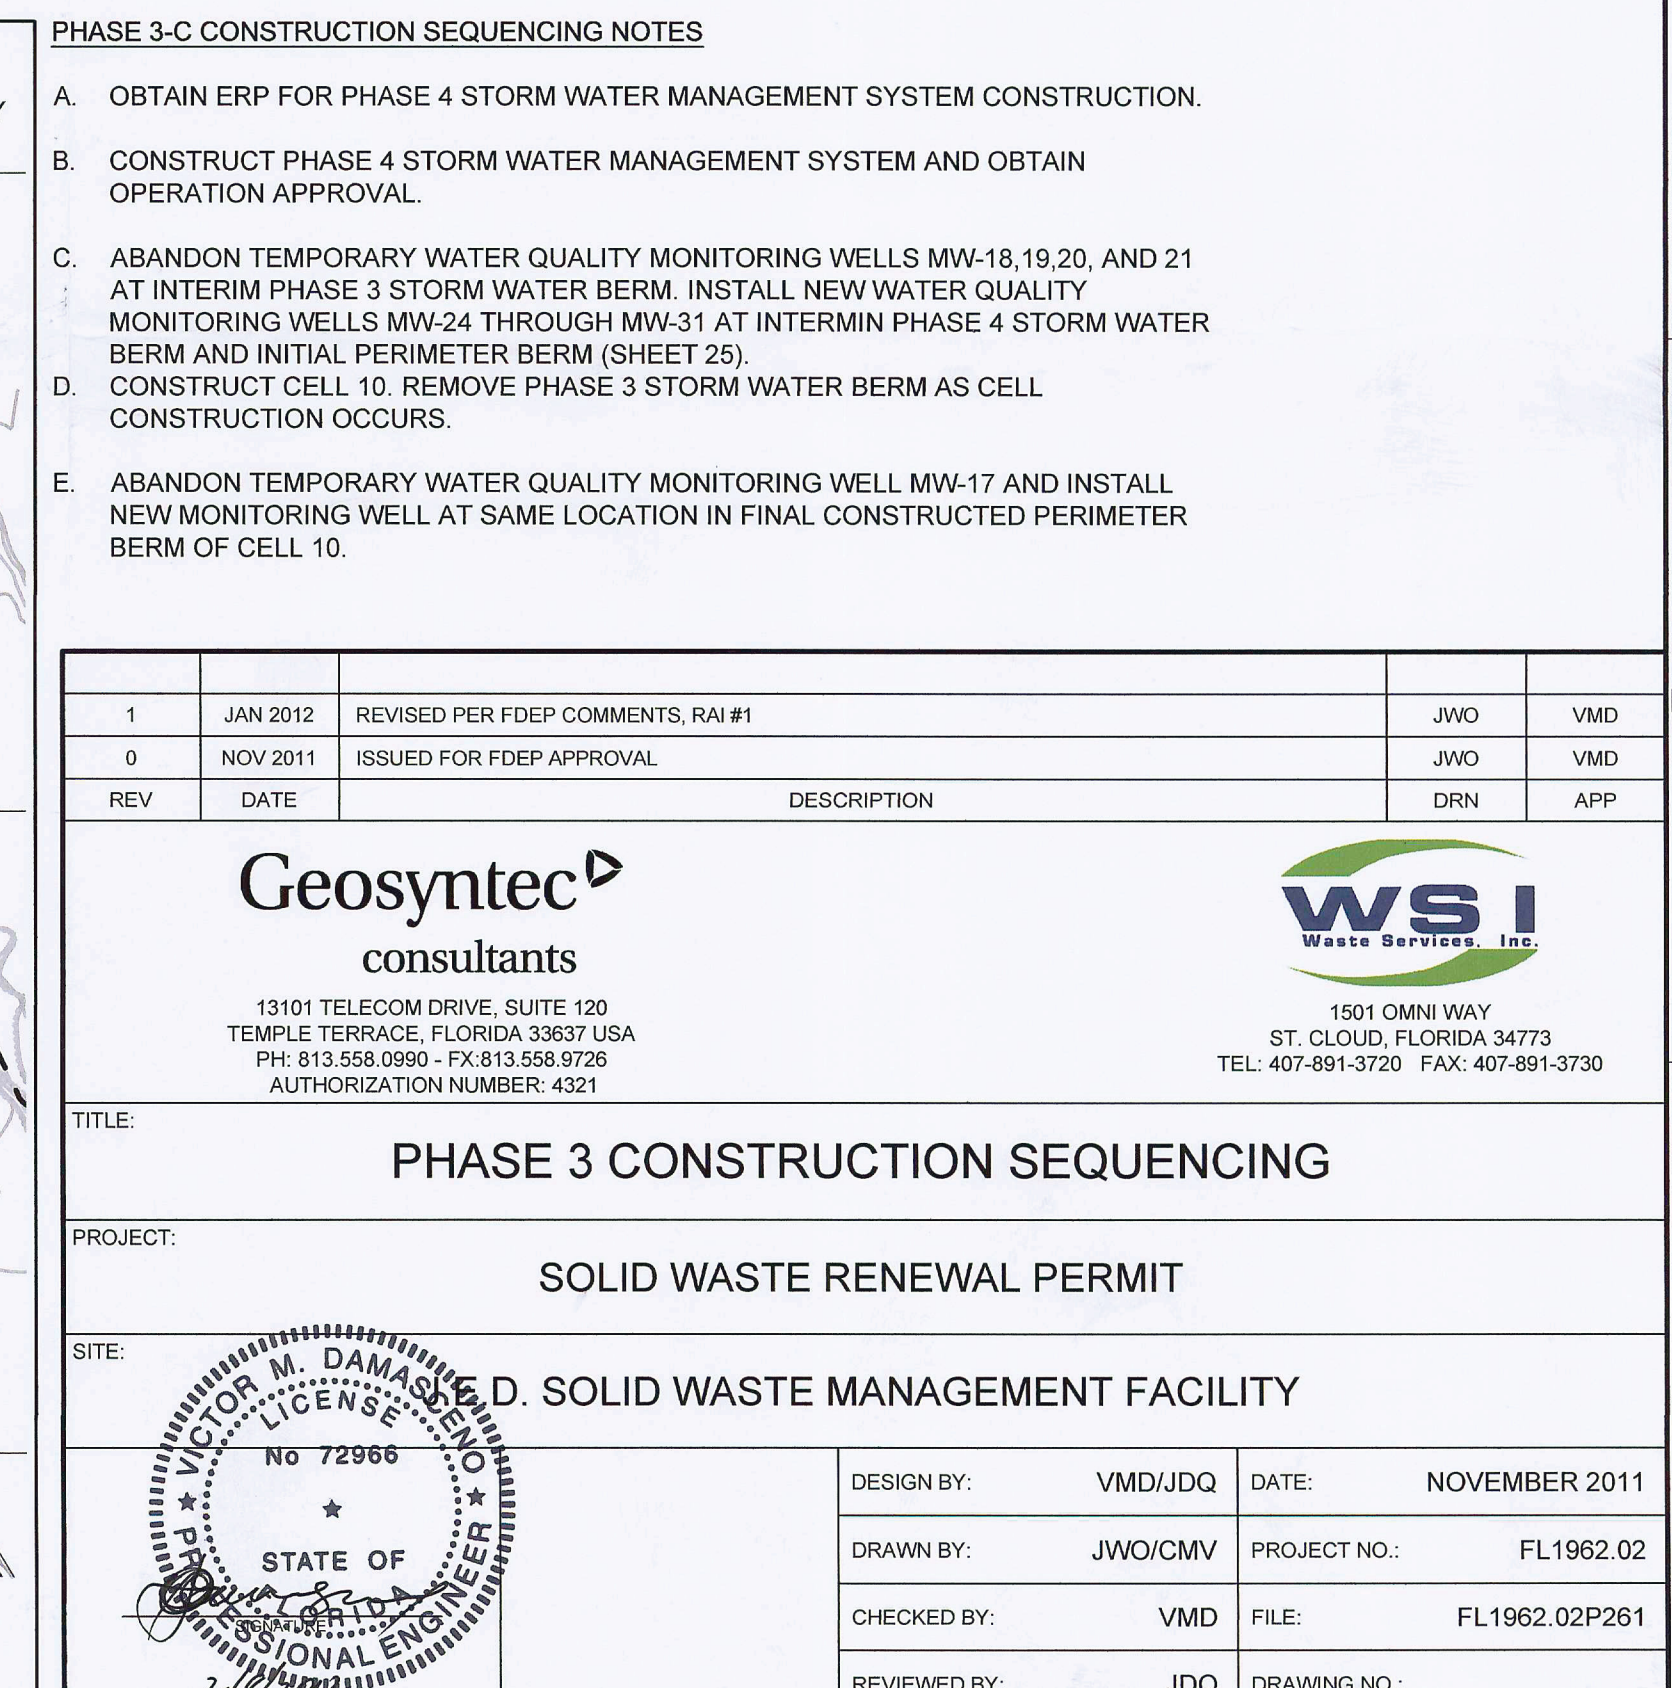 PHASE 3-C CONSTRUCTION SEQUENCING NOTES
A. OBTAIN ERP FOR PHASE 4 STORM WATER MANAGEMENT SYSTEM CONSTRUCTION.
B. CONSTRUCT PHASE 4 STORM WATER MANAGEMENT SYSTEM AND OBTAIN
OPERATION APPROVAL.
C. ABANDON TEMPORARY WATER QUALITY MONITORING WELLS MW-18,19,20, AND 21
AT INTERIM PHASE 3 STORM WATER BERM. INSTALL NEW WATER QUALITY
MONITORING WELLS MW-24 THROUGH MW-31 AT INTERMIN PHASE 4 STORM WATER
BERM AND INITIAL PERIMETER BERM (SHEET 25).
D. CONSTRUCT CELL 10. REMOVE PHASE 3 STORM WATER BERM AS CELL
CONSTRUCTION OCCURS.
E. ABANDON TEMPORARY WATER QUALITY MONITORING WELL MW-17 AND INSTALL
NEW MONITORING WELL AT SAME LOCATION IN FINAL CONSTRUCTED PERIMETER
BERM OF CELL 10.
1 JAN 2012 REVISED PER FDEP COMMENTS, RAI #1 JWO VMD
0 NOV 2011 ISSUED FOR FDEP APPROVAL JWO VMD
REV DATE DESCRIPTION DRN APP
Geosyntec
consultants
13101 TELECOM DRIVE, SUITE 120
TEMPLE TERRACE, FLORIDA 33637 USA
PH: 813.558.0990 - FX:813.558.9726
AUTHORIZATION NUMBER: 4321
WSI
Waste Services, Inc.
1501 OMNI WAY
ST. CLOUD, FLORIDA 34773
TEL: 407-891-3720 FAX: 407-891-3730
TITLE:
PHASE 3 CONSTRUCTION SEQUENCING
PROJECT:
SOLID WASTE RENEWAL PERMIT
SITE:
J.E.D. SOLID WASTE MANAGEMENT FACILITY
VICTOR M. DAMASCENO
LICENSE
No 72966
STATE OF
FLORIDA
PROFESSIONAL ENGINEER
SIGNATURE
DESIGN BY: VMD/JDQ DATE: NOVEMBER 2011
DRAWN BY: JWO/CMV PROJECT NO.: FL1962.02
CHECKED BY: VMD FILE: FL1962.02P261
REVIEWED BY: JDQ DRAWING NO.: